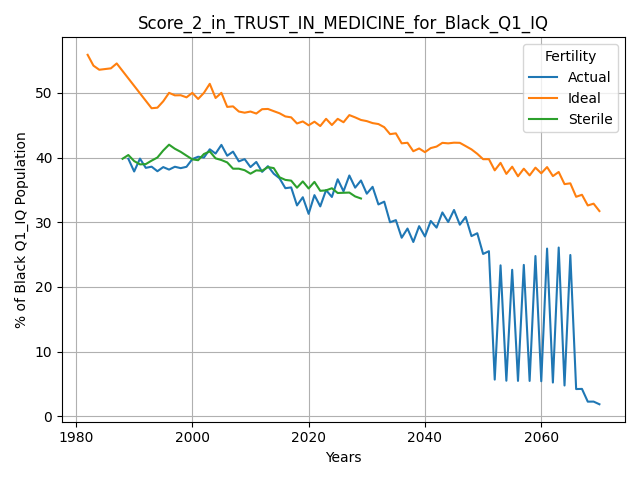 Score_2_in_TRUST_IN_MEDICINE_for_Black_Q1_IQ
Fertility
Actual
Ideal
Sterile
% of Black Q1_IQ Population
50
40
30
20
10
0
1980
2000
2020
2040
2060
Years